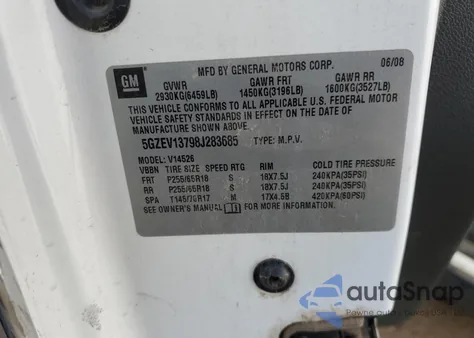 GM
MFD BY GENERAL MOTORS CORP. 06/08
GVWR GAWR FRT GAWR RR
2930KG(6459LB) 1450KG(3196LB) 1600KG(3527LB)
THIS VEHICLE CONFORMS TO ALL APPLICABLE U.S. FEDERAL MOTOR
VEHICLE SAFETY STANDARDS IN EFFECT ON THE DATE OF
MANUFACTURE SHOWN ABOVE.
5GZEV13798J283685 TYPE: M.P.V.
MODEL: V14526
VBBN TIRE SIZE SPEED RTG RIM COLD TIRE PRESSURE
FRT P255/65R18 S 18X7.5J 240KPA(35PSI)
RR P255/65R18 S 18X7.5J 240KPA(35PSI)
SPA T145/70R17 M 17X4.5B 420KPA(60PSI)
SEE OWNER'S MANUAL FOR MORE INFORMATION.
autoSnap
Powering auto auctions Worldwide